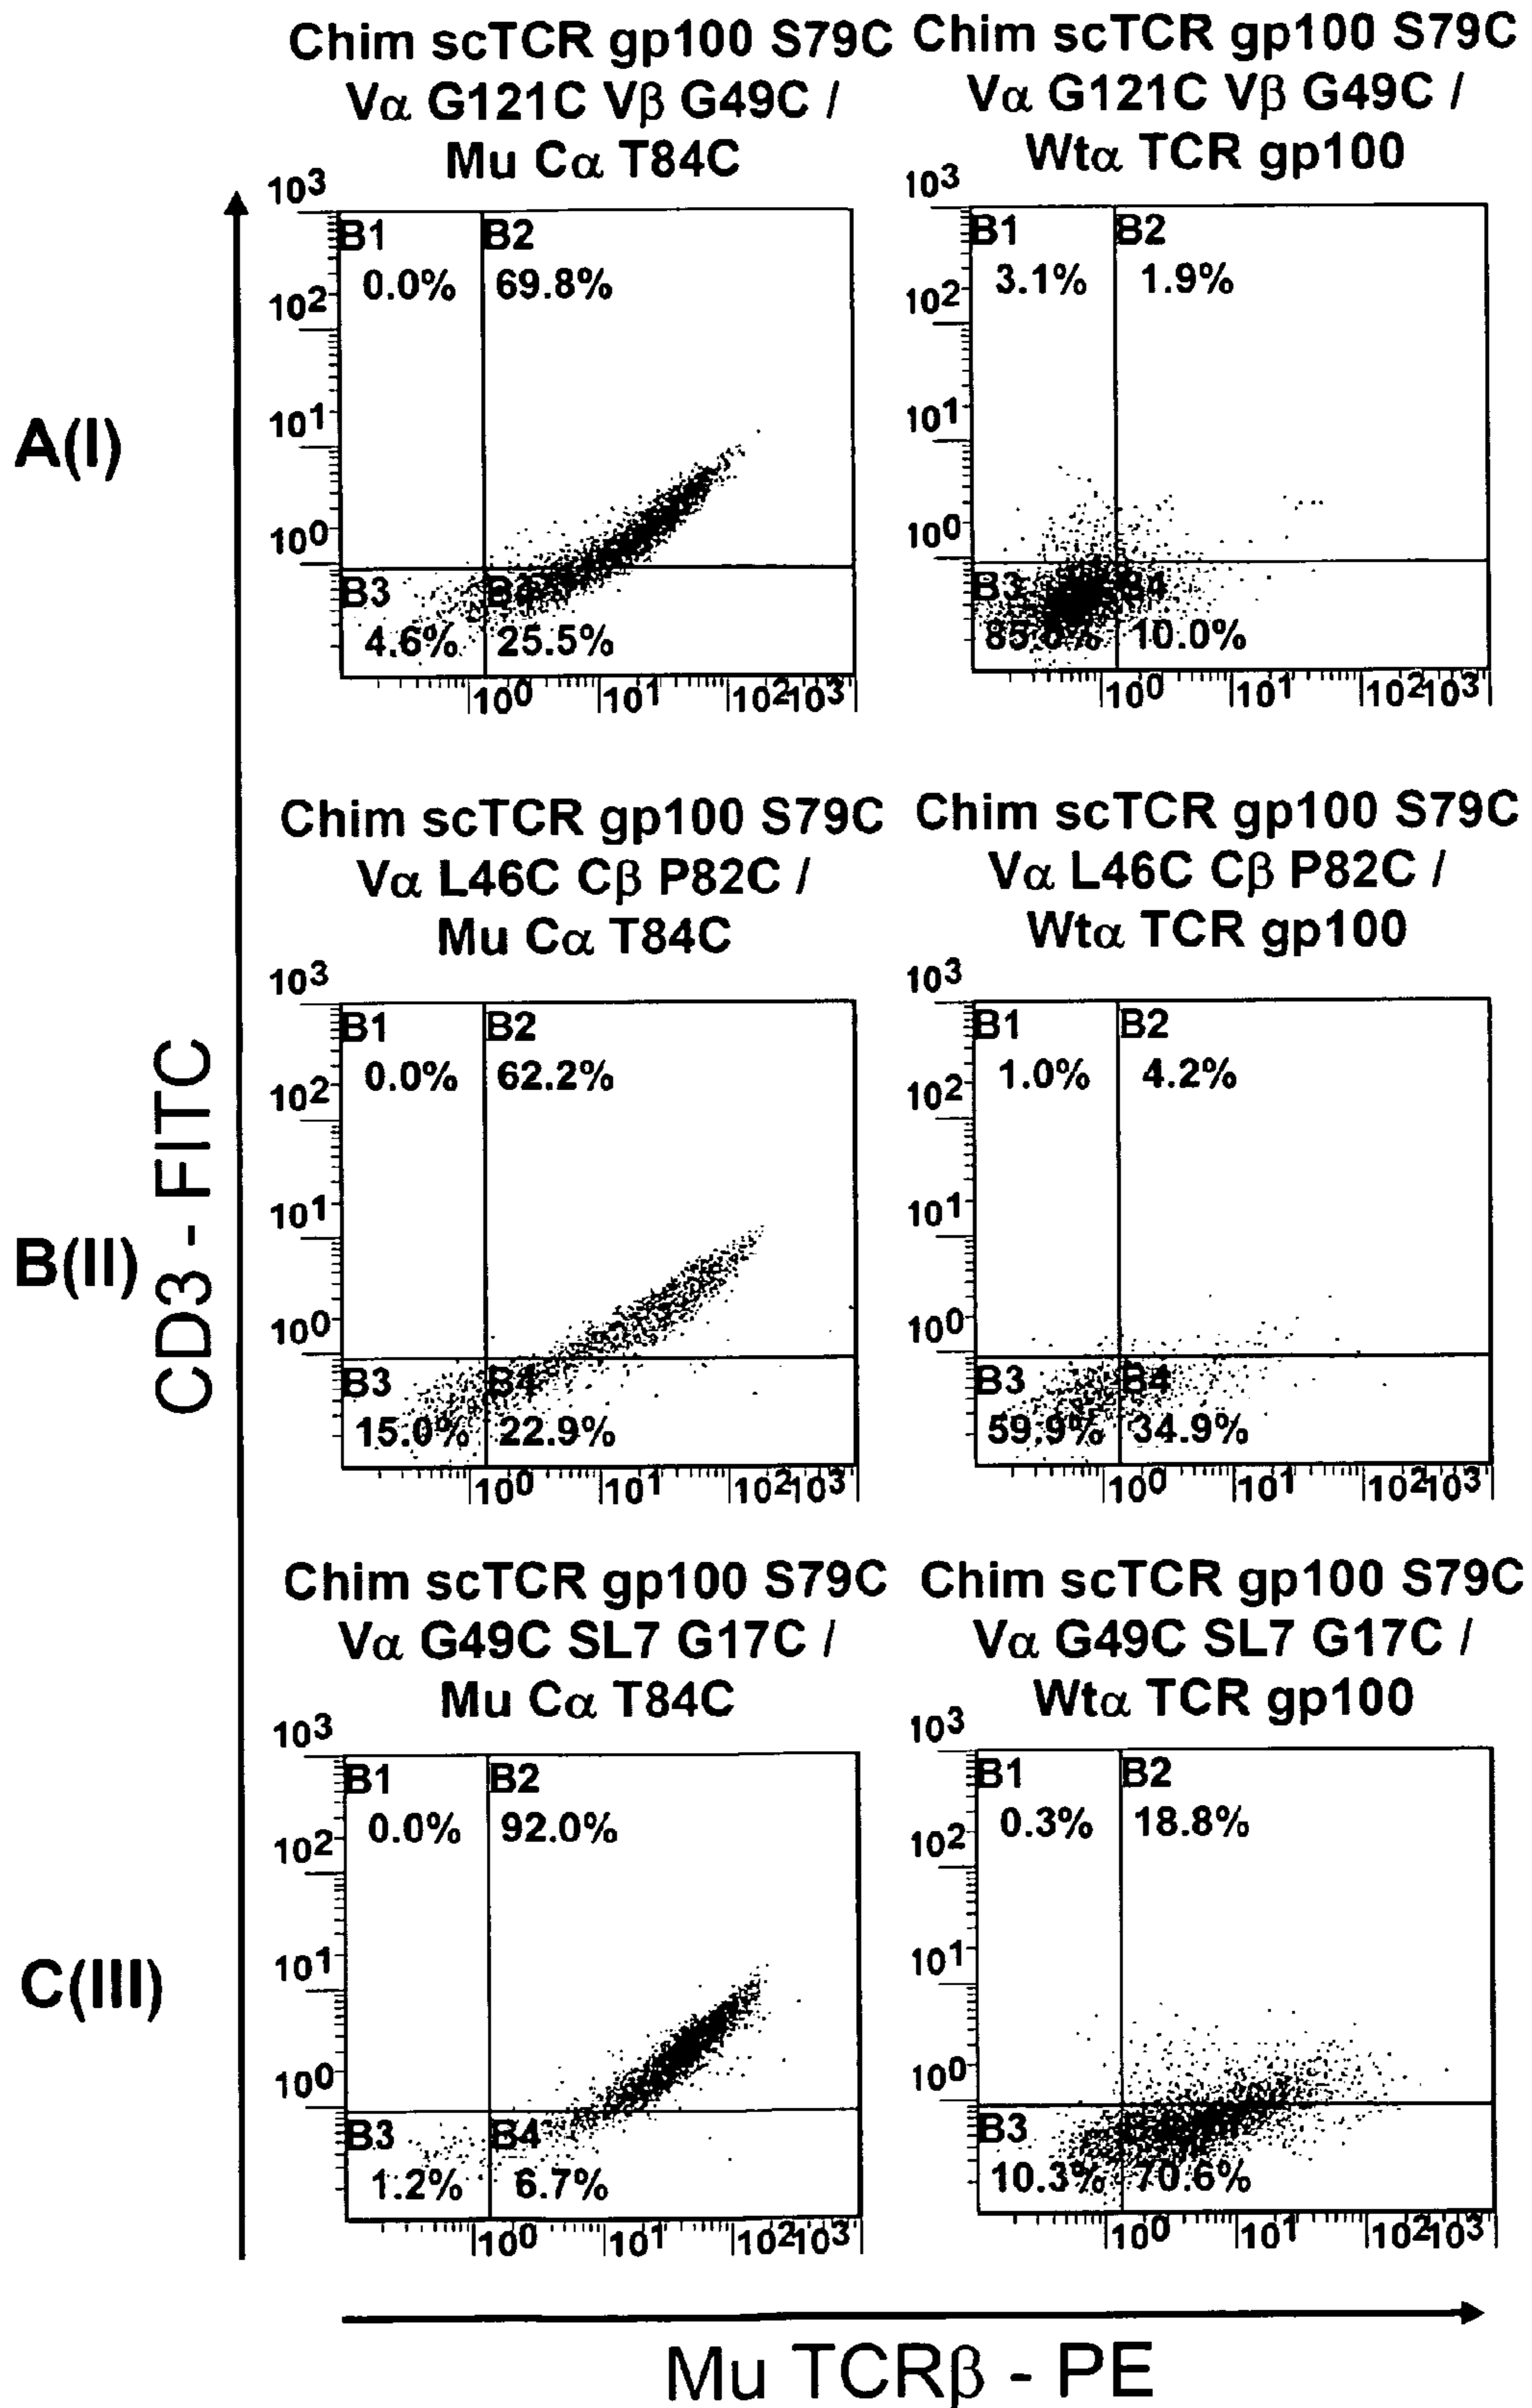 Chim scTCR gp100 S79C
Vα G121C Vβ G49C /
Mu Cα T84C
Chim scTCR gp100 S79C
Vα G121C Vβ G49C /
Wtα TCR gp100
A(I)
10³
10²
10¹
10⁰
B1
0.0%
B2
69.8%
B3
4.6%
B4
25.5%
10⁰ 10¹ 10² 10³
10³
10²
10¹
10⁰
B1
3.1%
B2
1.9%
B3
B4
10.0%
10⁰ 10¹ 10² 10³
Chim scTCR gp100 S79C
Vα L46C Cβ P82C /
Mu Cα T84C
Chim scTCR gp100 S79C
Vα L46C Cβ P82C /
Wtα TCR gp100
B(II)
CD3 - FITC
10³
10²
10¹
10⁰
B1
0.0%
B2
62.2%
B3
15.0%
B4
22.9%
10⁰ 10¹ 10² 10³
10³
10²
10¹
10⁰
B1
1.0%
B2
4.2%
B3
59.9%
B4
34.9%
10⁰ 10¹ 10² 10³
Chim scTCR gp100 S79C
Vα G49C SL7 G17C /
Mu Cα T84C
Chim scTCR gp100 S79C
Vα G49C SL7 G17C /
Wtα TCR gp100
C(III)
10³
10²
10¹
10⁰
B1
0.0%
B2
92.0%
B3
1.2%
B4
6.7%
10⁰ 10¹ 10² 10³
10³
10²
10¹
10⁰
B1
0.3%
B2
18.8%
B3
10.3%
70.6%
10⁰ 10¹ 10² 10³
Mu TCRβ - PE